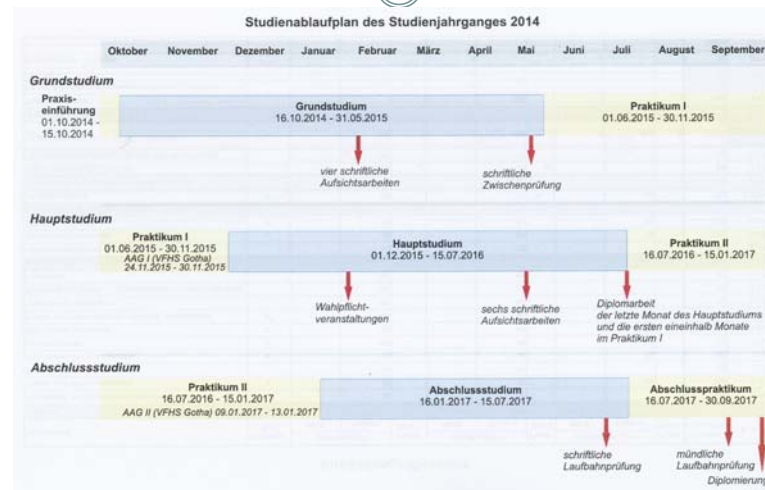 Studienablaufplan des Studienjahrganges 2014
Oktober November Dezember Januar Februar März April Mai Juni Juli August September
Grundstudium
Praxis-
einführung
01.10.2014 -
15.10.2014
Grundstudium
16.10.2014 - 31.05.2015
Praktikum I
01.06.2015 - 30.11.2015
vier schriftliche
Aufsichtsarbeiten
schriftliche
Zwischenprüfung
Hauptstudium
Praktikum I
01.06.2015 - 30.11.2015
AAG I (VFHS Gotha)
24.11.2015 - 30.11.2015
Hauptstudium
01.12.2015 - 15.07.2016
Praktikum II
16.07.2016 - 15.01.2017
Wahlpflicht-
veranstaltungen
sechs schriftliche
Aufsichtsarbeiten
Diplomarbeit
der letzte Monat des Hauptstudiums
und die ersten eineinhalb Monate
im Praktikum I
Abschlussstudium
Praktikum II
16.07.2016 - 15.01.2017
AAG II (VFHS Gotha) 09.01.2017 - 13.01.2017
Abschlussstudium
16.01.2017 - 15.07.2017
Abschlusspraktikum
16.07.2017 - 30.09.2017
schriftliche
Laufbahnprüfung
mündliche
Laufbahnprüfung
Diplomierung